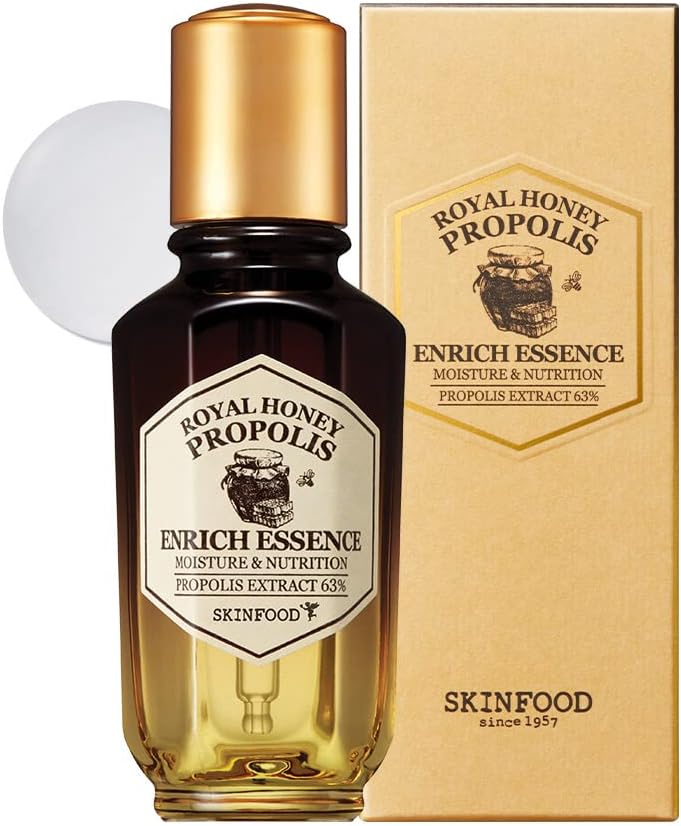 ROYAL HONEY
PROPOLIS
ENRICH ESSENCE
MOISTURE & NUTRITION
PROPOLIS EXTRACT 63%
SKINFOOD
ROYAL HONEY
PROPOLIS
ENRICH ESSENCE
MOISTURE & NUTRITION
PROPOLIS EXTRACT 63%
SKINFOOD
since 1957